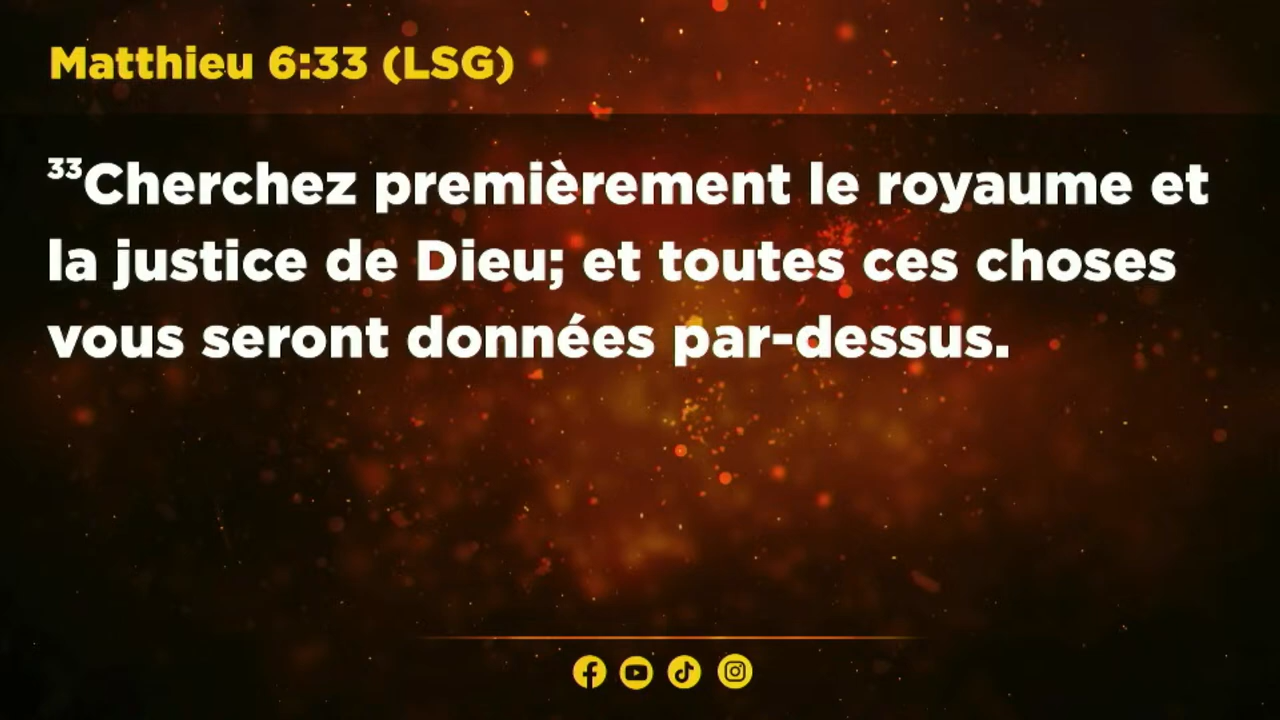 Matthieu 6:33 (LSG)
³³Cherchez premièrement le royaume et
la justice de Dieu; et toutes ces choses
vous seront données par-dessus.